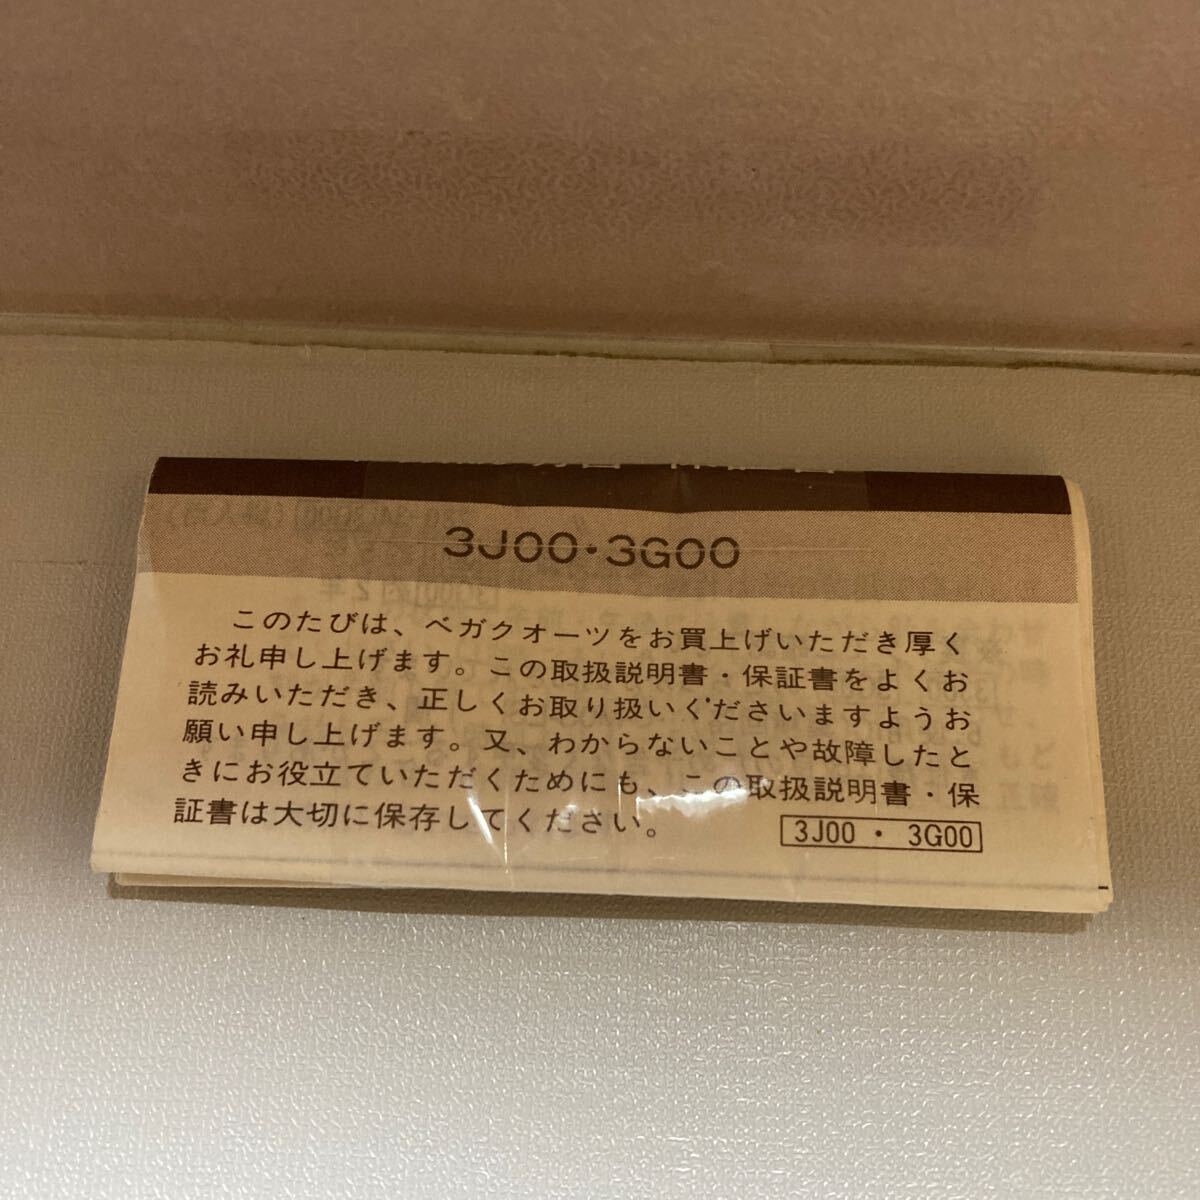 3J00・3G00
このたびは、ベガクオーツをお買上げいただき厚く
お礼申し上げます。この取扱説明書・保証書をよくお
読みいただき、正しくお取り扱いくださいますようお
願い申し上げます。又、わからないことや故障したと
きにお役立ていただくためにも、この取扱説明書・保
証書は大切に保存してください。
3J00 ・ 3G00